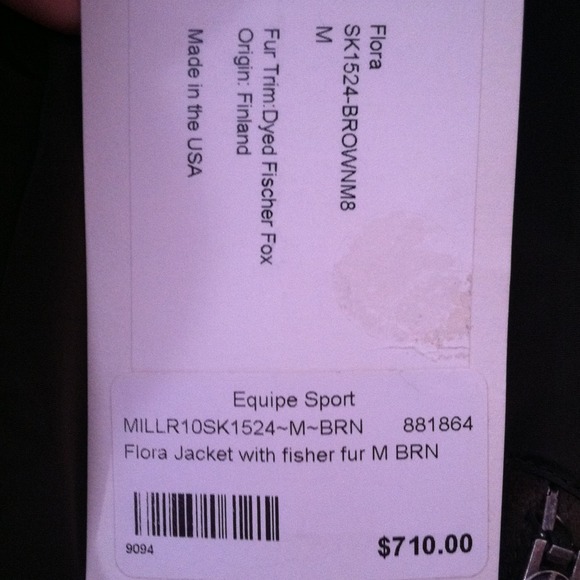 Flora
SK1524-BROWNM8
M
Fur Trim:Dyed Fischer Fox
Origin: Finland
Made in the USA
Equipe Sport
MILLR10SK1524~M~BRN 881864
Flora Jacket with fisher fur M BRN
9094
$710.00